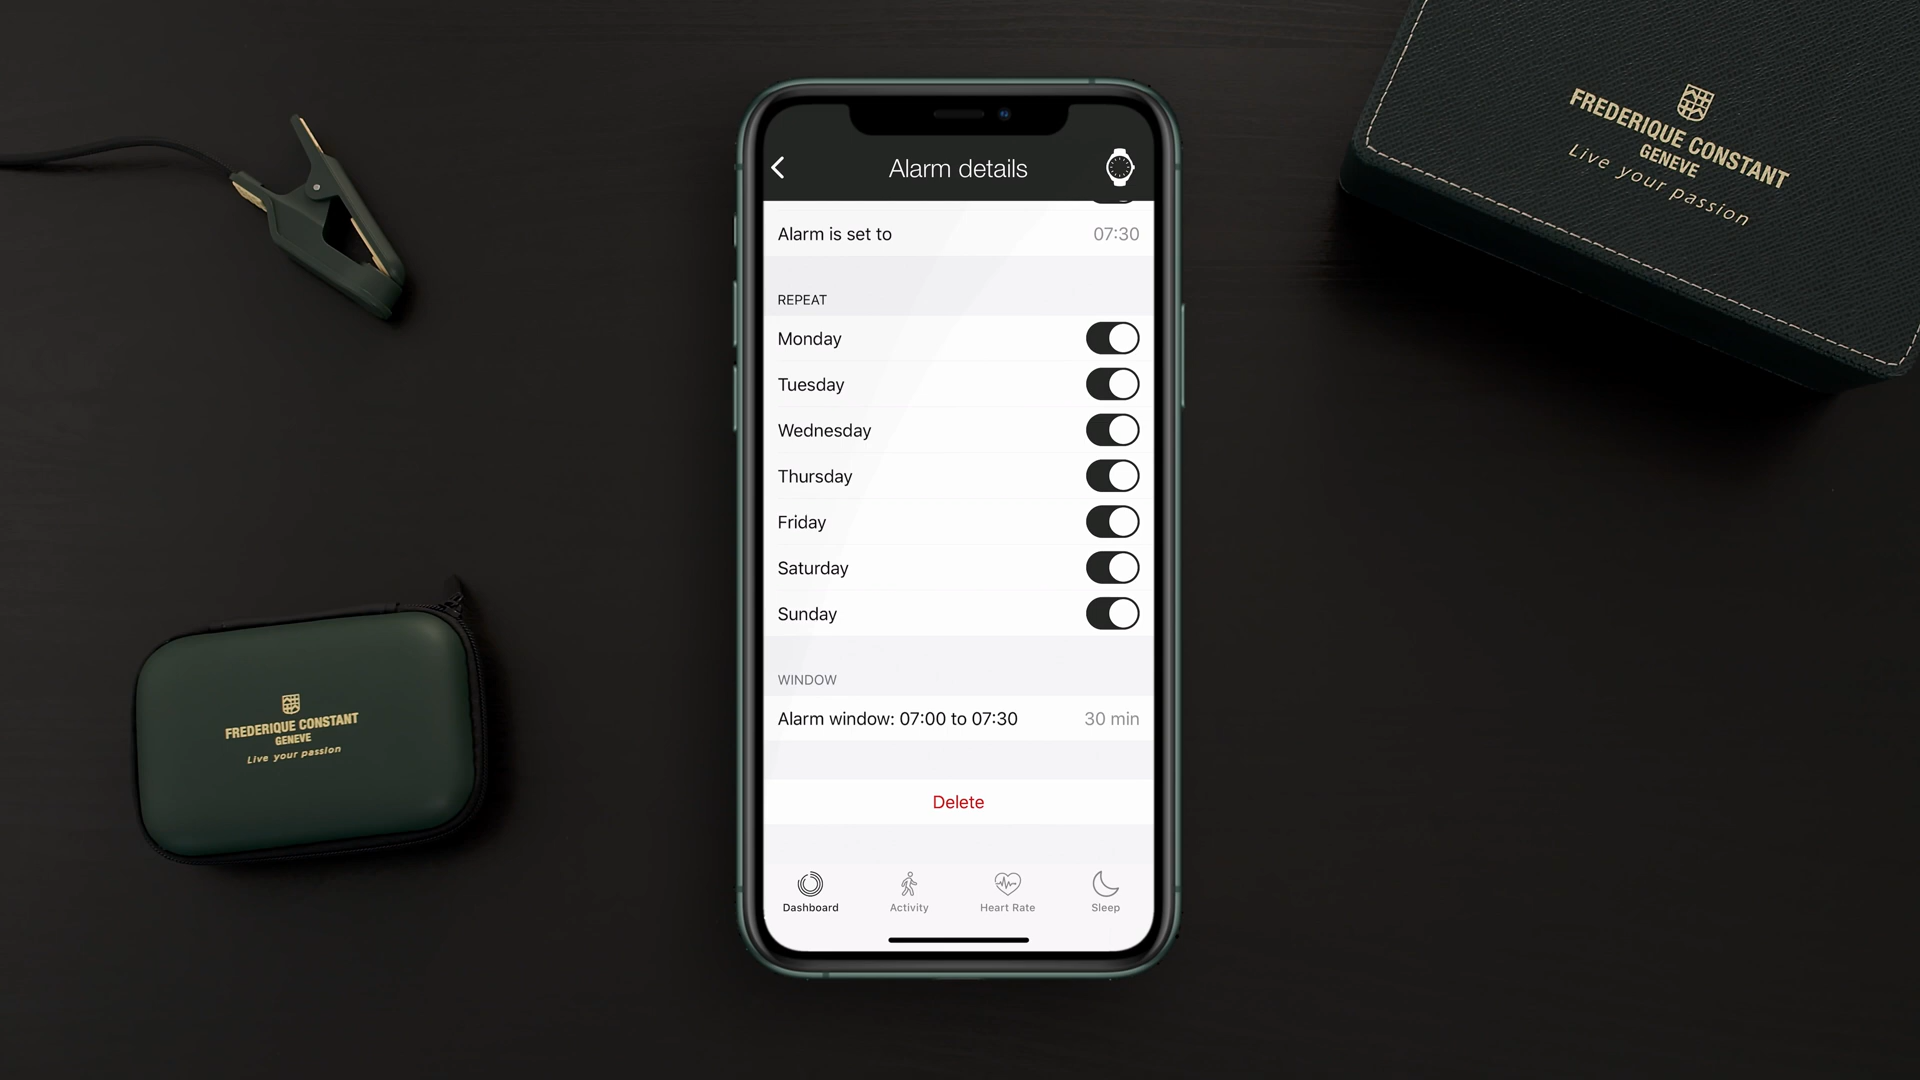 Alarm details
Alarm is set to 07:30
REPEAT
Monday
Tuesday
Wednesday
Thursday
Friday
Saturday
Sunday
WINDOW
Alarm window: 07:00 to 07:30 30 min
Delete
Dashboard Activity Heart Rate Sleep
FREDERIQUE CONSTANT
GENEVE
Live your passion
FREDERIQUE CONSTANT
GENEVE
Live your passion